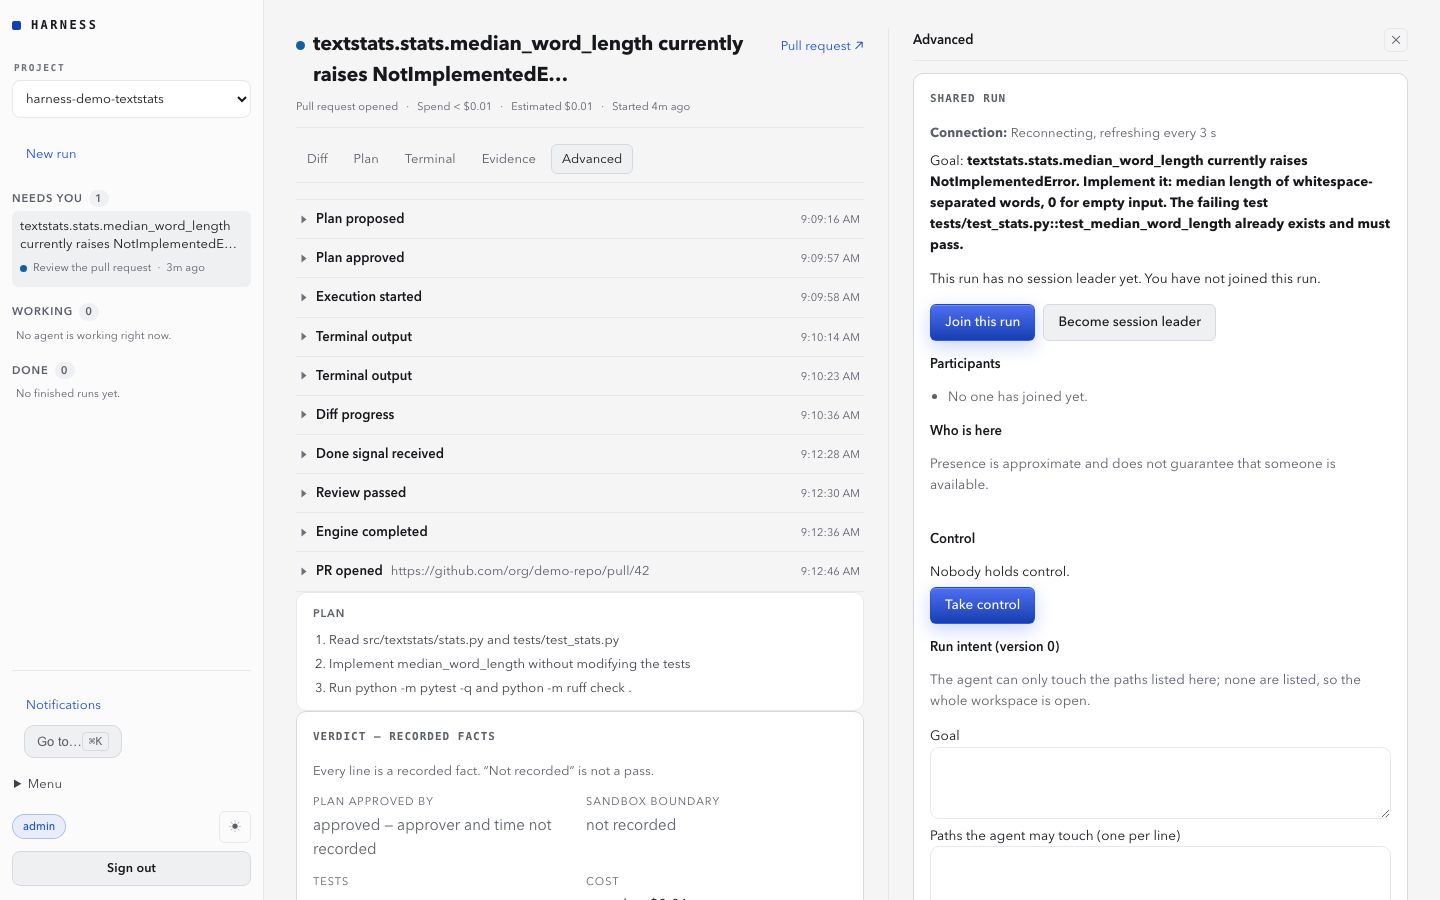 HARNESS
PROJECT
harness-demo-textstats
New run
NEEDS YOU 1
textstats.stats.median_word_length
currently raises NotImplementedE…
Review the pull request · 3m ago
WORKING 0
No agent is working right now.
DONE 0
No finished runs yet.
Notifications
Go to… ⌘K
Menu
admin
Sign out
textstats.stats.median_word_length currently
raises NotImplementedE…
Pull request ↗
Pull request opened · Spend < $0.01 · Estimated $0.01 · Started 4m ago
Diff Plan Terminal Evidence Advanced
Plan proposed 9:09:16 AM
Plan approved 9:09:57 AM
Execution started 9:09:58 AM
Terminal output 9:10:14 AM
Terminal output 9:10:23 AM
Diff progress 9:10:36 AM
Done signal received 9:12:28 AM
Review passed 9:12:30 AM
Engine completed 9:12:36 AM
PR opened https://github.com/org/demo-repo/pull/42 9:12:46 AM
PLAN
1. Read src/textstats/stats.py and tests/test_stats.py
2. Implement median_word_length without modifying the tests
3. Run python -m pytest -q and python -m ruff check .
VERDICT — RECORDED FACTS
Every line is a recorded fact. “Not recorded” is not a pass.
PLAN APPROVED BY
approved — approver and time not
recorded
SANDBOX BOUNDARY
not recorded
TESTS
COST
Advanced
SHARED RUN
Connection: Reconnecting, refreshing every 3 s
Goal: textstats.stats.median_word_length currently raises
NotImplementedError. Implement it: median length of whitespace-
separated words, 0 for empty input. The failing test
tests/test_stats.py::test_median_word_length already exists and must
pass.
This run has no session leader yet. You have not joined this run.
Join this run
Become session leader
Participants
• No one has joined yet.
Who is here
Presence is approximate and does not guarantee that someone is
available.
Control
Nobody holds control.
Take control
Run intent (version 0)
The agent can only touch the paths listed here; none are listed, so the
whole workspace is open.
Goal
Paths the agent may touch (one per line)